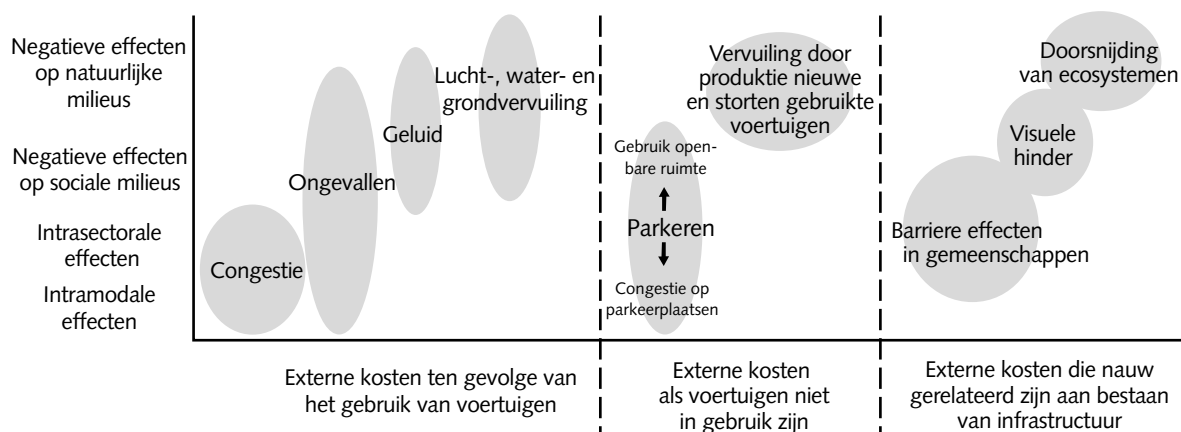 Negatieve effecten
op natuurlijke
milieus
Negatieve effecten
op sociale milieus
Intrasectorale
effecten
Intramodale
effecten
Congestie
Ongevallen
Geluid
Lucht-, water- en
grondvervuiling
Vervuiling door
produktie nieuwe
en storten gebruikte
voertuigen
Gebruik open-
bare ruimte
Parkeren
Congestie op
parkeerplaatsen
Doorsnijding
van ecosystemen
Visuele
hinder
Barriere effecten
in gemeenschappen
Externe kosten ten gevolge van
het gebruik van voertuigen
Externe kosten
als voertuigen niet
in gebruik zijn
Externe kosten die nauw
gerelateerd zijn aan bestaan
van infrastructuur